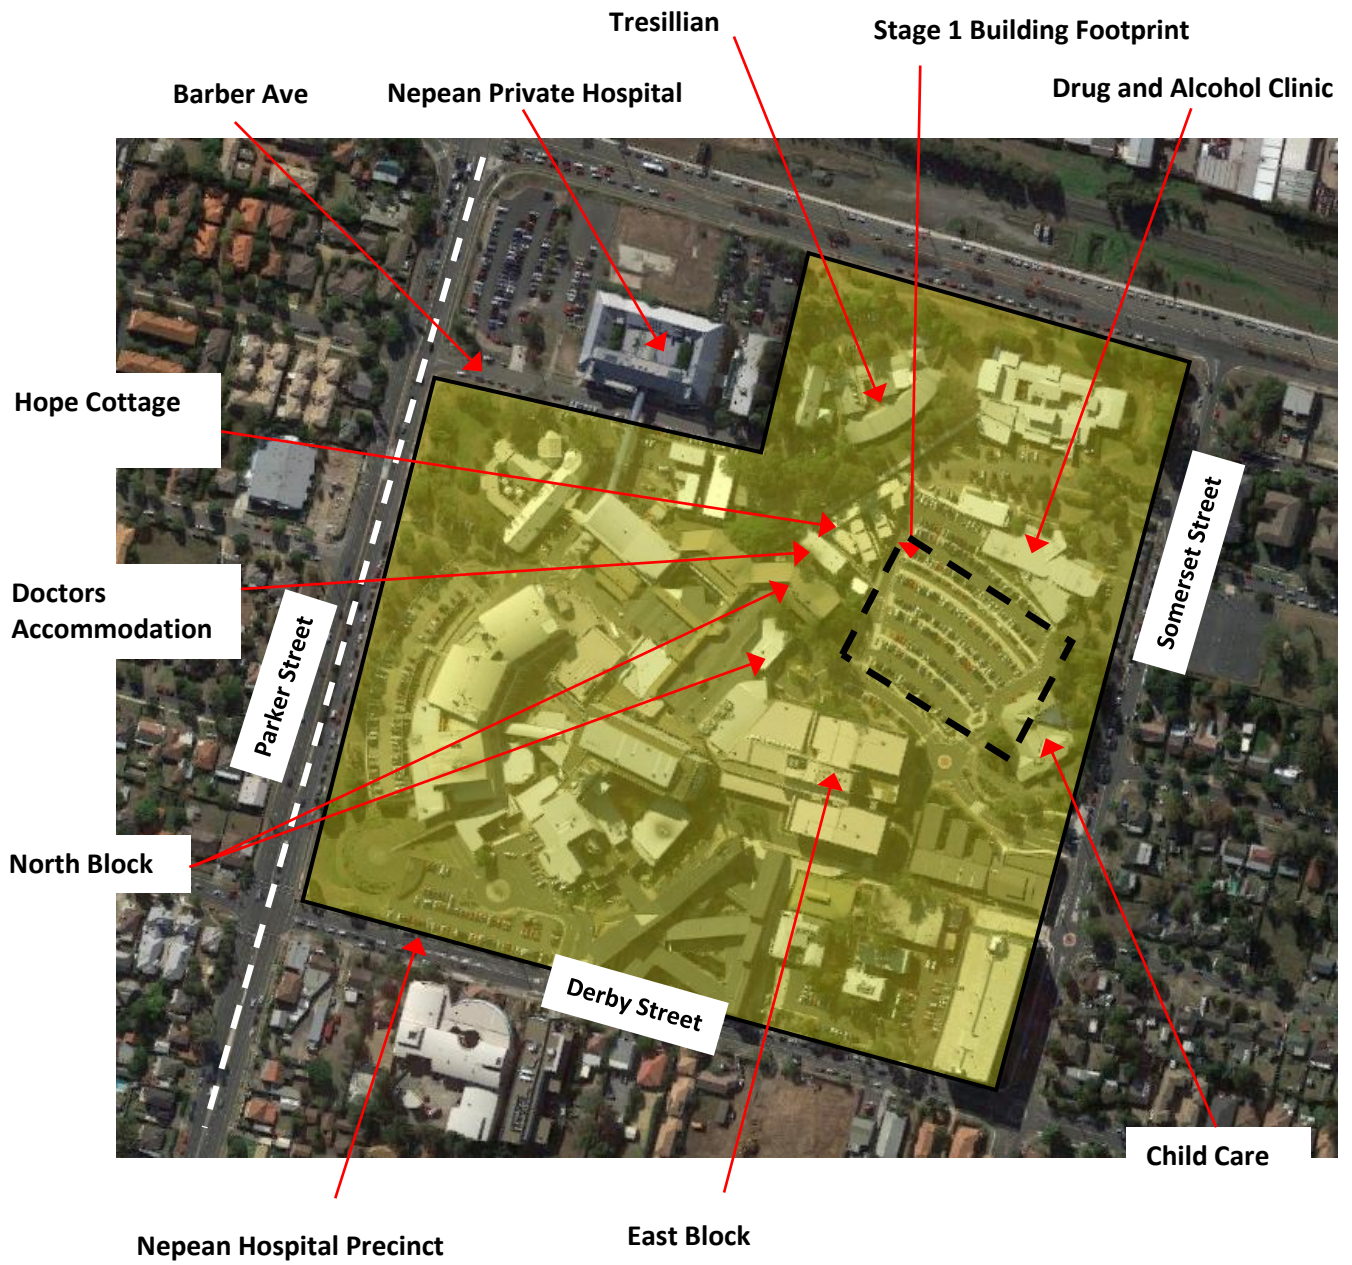 Tresillian
Stage 1 Building Footprint
Barber Ave
Nepean Private Hospital
Drug and Alcohol Clinic
Hope Cottage
Somerset Street
Doctors
Accommodation
Parker Street
North Block
Derby Street
Child Care
East Block
Nepean Hospital Precinct